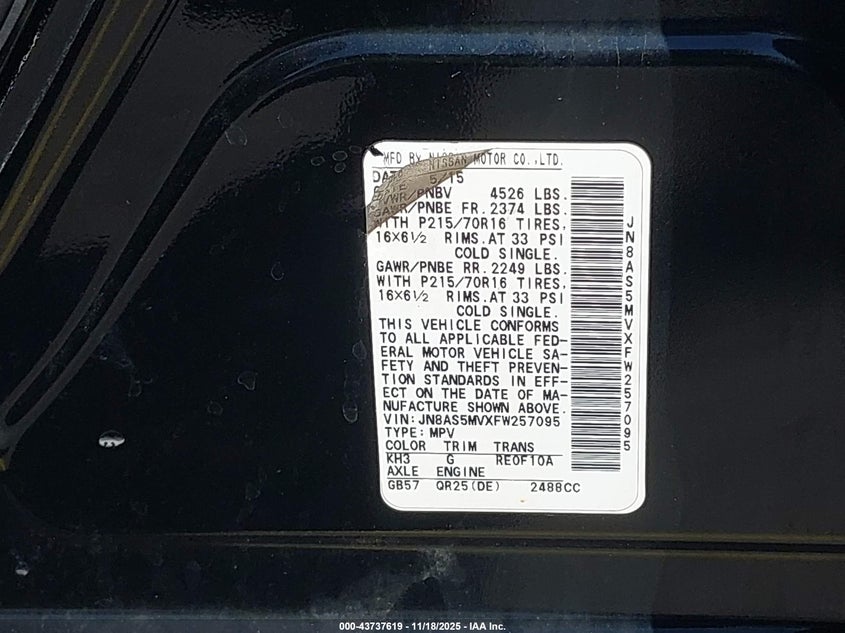 MFD BY NISSAN MOTOR CO.,LTD.
DATE 5/15
GVWR/PNBV 4526 LBS.
GAWR/PNBE FR. 2374 LBS.
WITH P215/70R16 TIRES,
16X6½ RIMS.AT 33 PSI
COLD SINGLE.
GAWR/PNBE RR. 2249 LBS.
WITH P215/70R16 TIRES,
16X6½ RIMS.AT 33 PSI
COLD SINGLE.
THIS VEHICLE CONFORMS
TO ALL APPLICABLE FED-
ERAL MOTOR VEHICLE SA-
FETY AND THEFT PREVEN-
TION STANDARDS IN EFF-
ECT ON THE DATE OF MA-
NUFACTURE SHOWN ABOVE.
VIN: JN8AS5MVXFW257095
TYPE: MPV
COLOR TRIM TRANS
KH3 G RE0F10A
AXLE ENGINE
GB57 QR25(DE) 2488CC
JN8AS5MVXFW257095
000-43737619 - 11/18/2025 - IAA Inc.